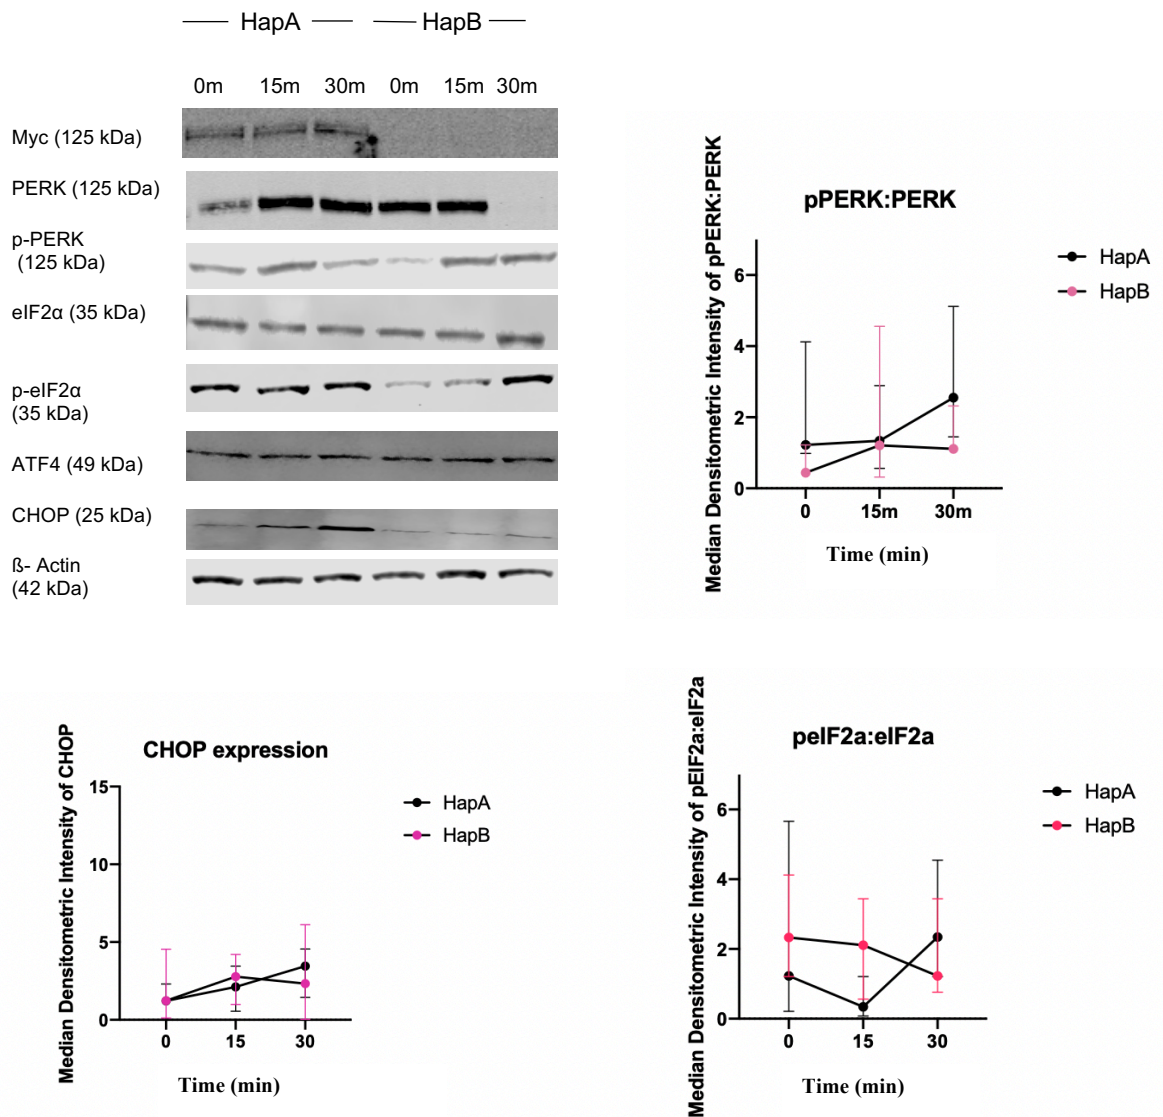 HapA HapB
0m 15m 30m 0m 15m 30m
Myc (125 kDa)
PERK (125 kDa)
p-PERK
(125 kDa)
eIF2α (35 kDa)
p-eIF2α
(35 kDa)
ATF4 (49 kDa)
CHOP (25 kDa)
ß- Actin
(42 kDa)
pPERK:PERK
Median Densitometric Intensity of pPERK:PERK
6
4
2
0
0 15m 30m
Time (min)
HapA
HapB
CHOP expression
Median Densitometric Intensity of CHOP
15
10
5
0
0 15 30
Time (min)
HapA
HapB
peIF2a:eIF2a
Median Densitometric Intensity of pEIF2a:eIF2a
6
4
2
0
0 15 30
Time (min)
HapA
HapB